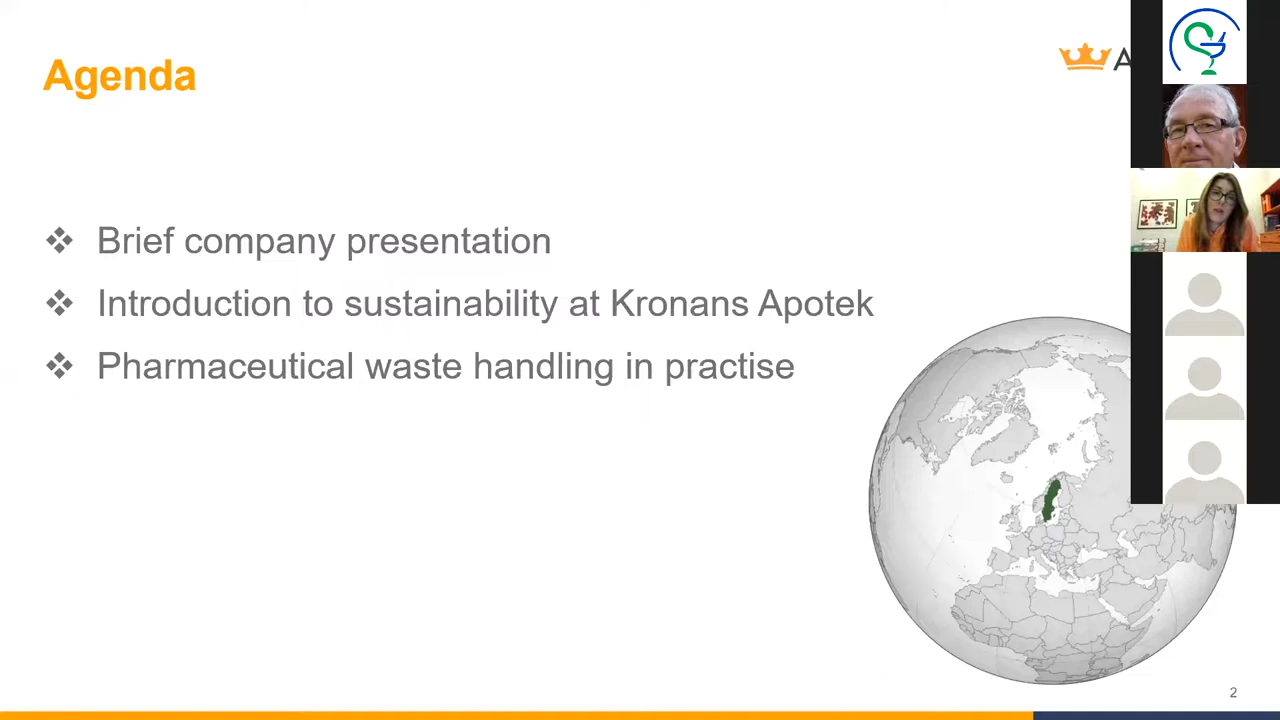 Agenda
Brief company presentation
Introduction to sustainability at Kronans Apotek
Pharmaceutical waste handling in practise
2